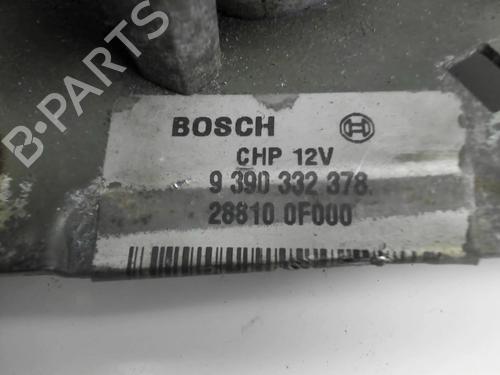 BOSCH
CHP 12V
9 390 332 378.
28810 0F000
B-PARTS